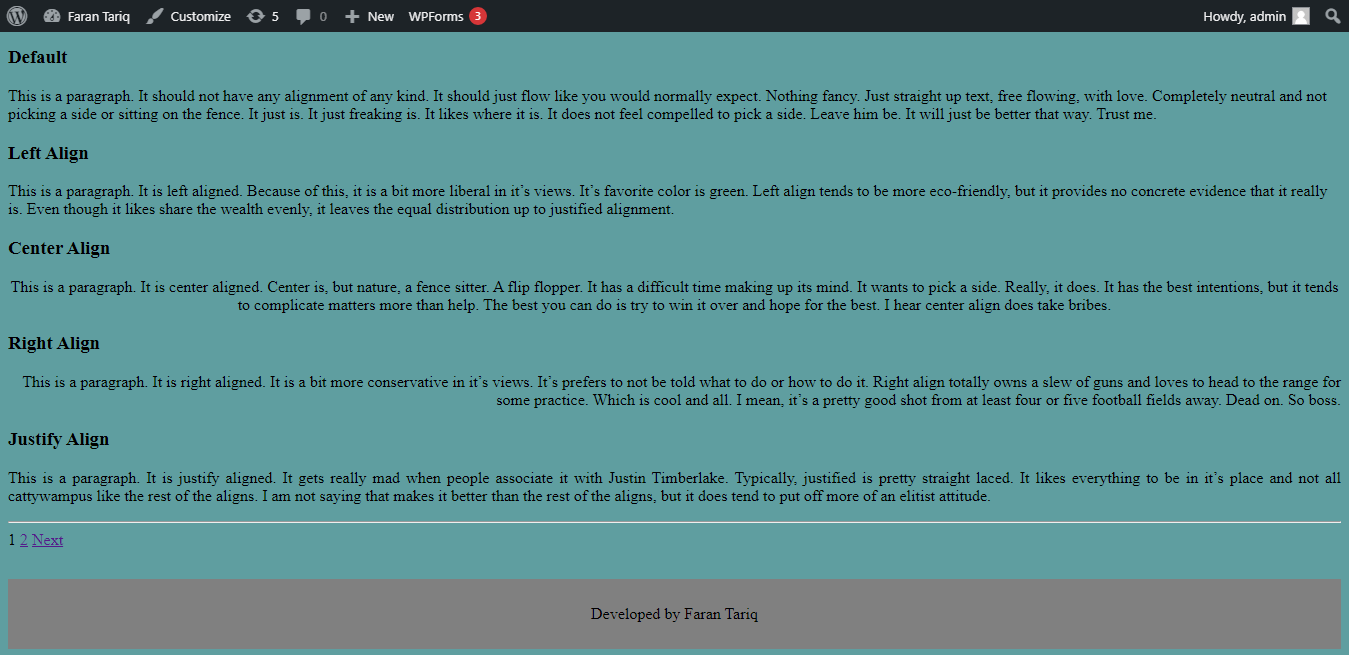 Faran Tariq Customize 5 0 New WPForms 3 Howdy, admin
Default
This is a paragraph. It should not have any alignment of any kind. It should just flow like you would normally expect. Nothing fancy. Just straight up text, free flowing, with love. Completely neutral and not
picking a side or sitting on the fence. It just is. It just freaking is. It likes where it is. It does not feel compelled to pick a side. Leave him be. It will just be better that way. Trust me.
Left Align
This is a paragraph. It is left aligned. Because of this, it is a bit more liberal in it’s views. It’s favorite color is green. Left align tends to be more eco-friendly, but it provides no concrete evidence that it really
is. Even though it likes share the wealth evenly, it leaves the equal distribution up to justified alignment.
Center Align
This is a paragraph. It is center aligned. Center is, but nature, a fence sitter. A flip flopper. It has a difficult time making up its mind. It wants to pick a side. Really, it does. It has the best intentions, but it tends
to complicate matters more than help. The best you can do is try to win it over and hope for the best. I hear center align does take bribes.
Right Align
This is a paragraph. It is right aligned. It is a bit more conservative in it’s views. It’s prefers to not be told what to do or how to do it. Right align totally owns a slew of guns and loves to head to the range for
some practice. Which is cool and all. I mean, it’s a pretty good shot from at least four or five football fields away. Dead on. So boss.
Justify Align
This is a paragraph. It is justify aligned. It gets really mad when people associate it with Justin Timberlake. Typically, justified is pretty straight laced. It likes everything to be in it’s place and not all
cattywampus like the rest of the aligns. I am not saying that makes it better than the rest of the aligns, but it does tend to put off more of an elitist attitude.
1 2 Next
Developed by Faran Tariq